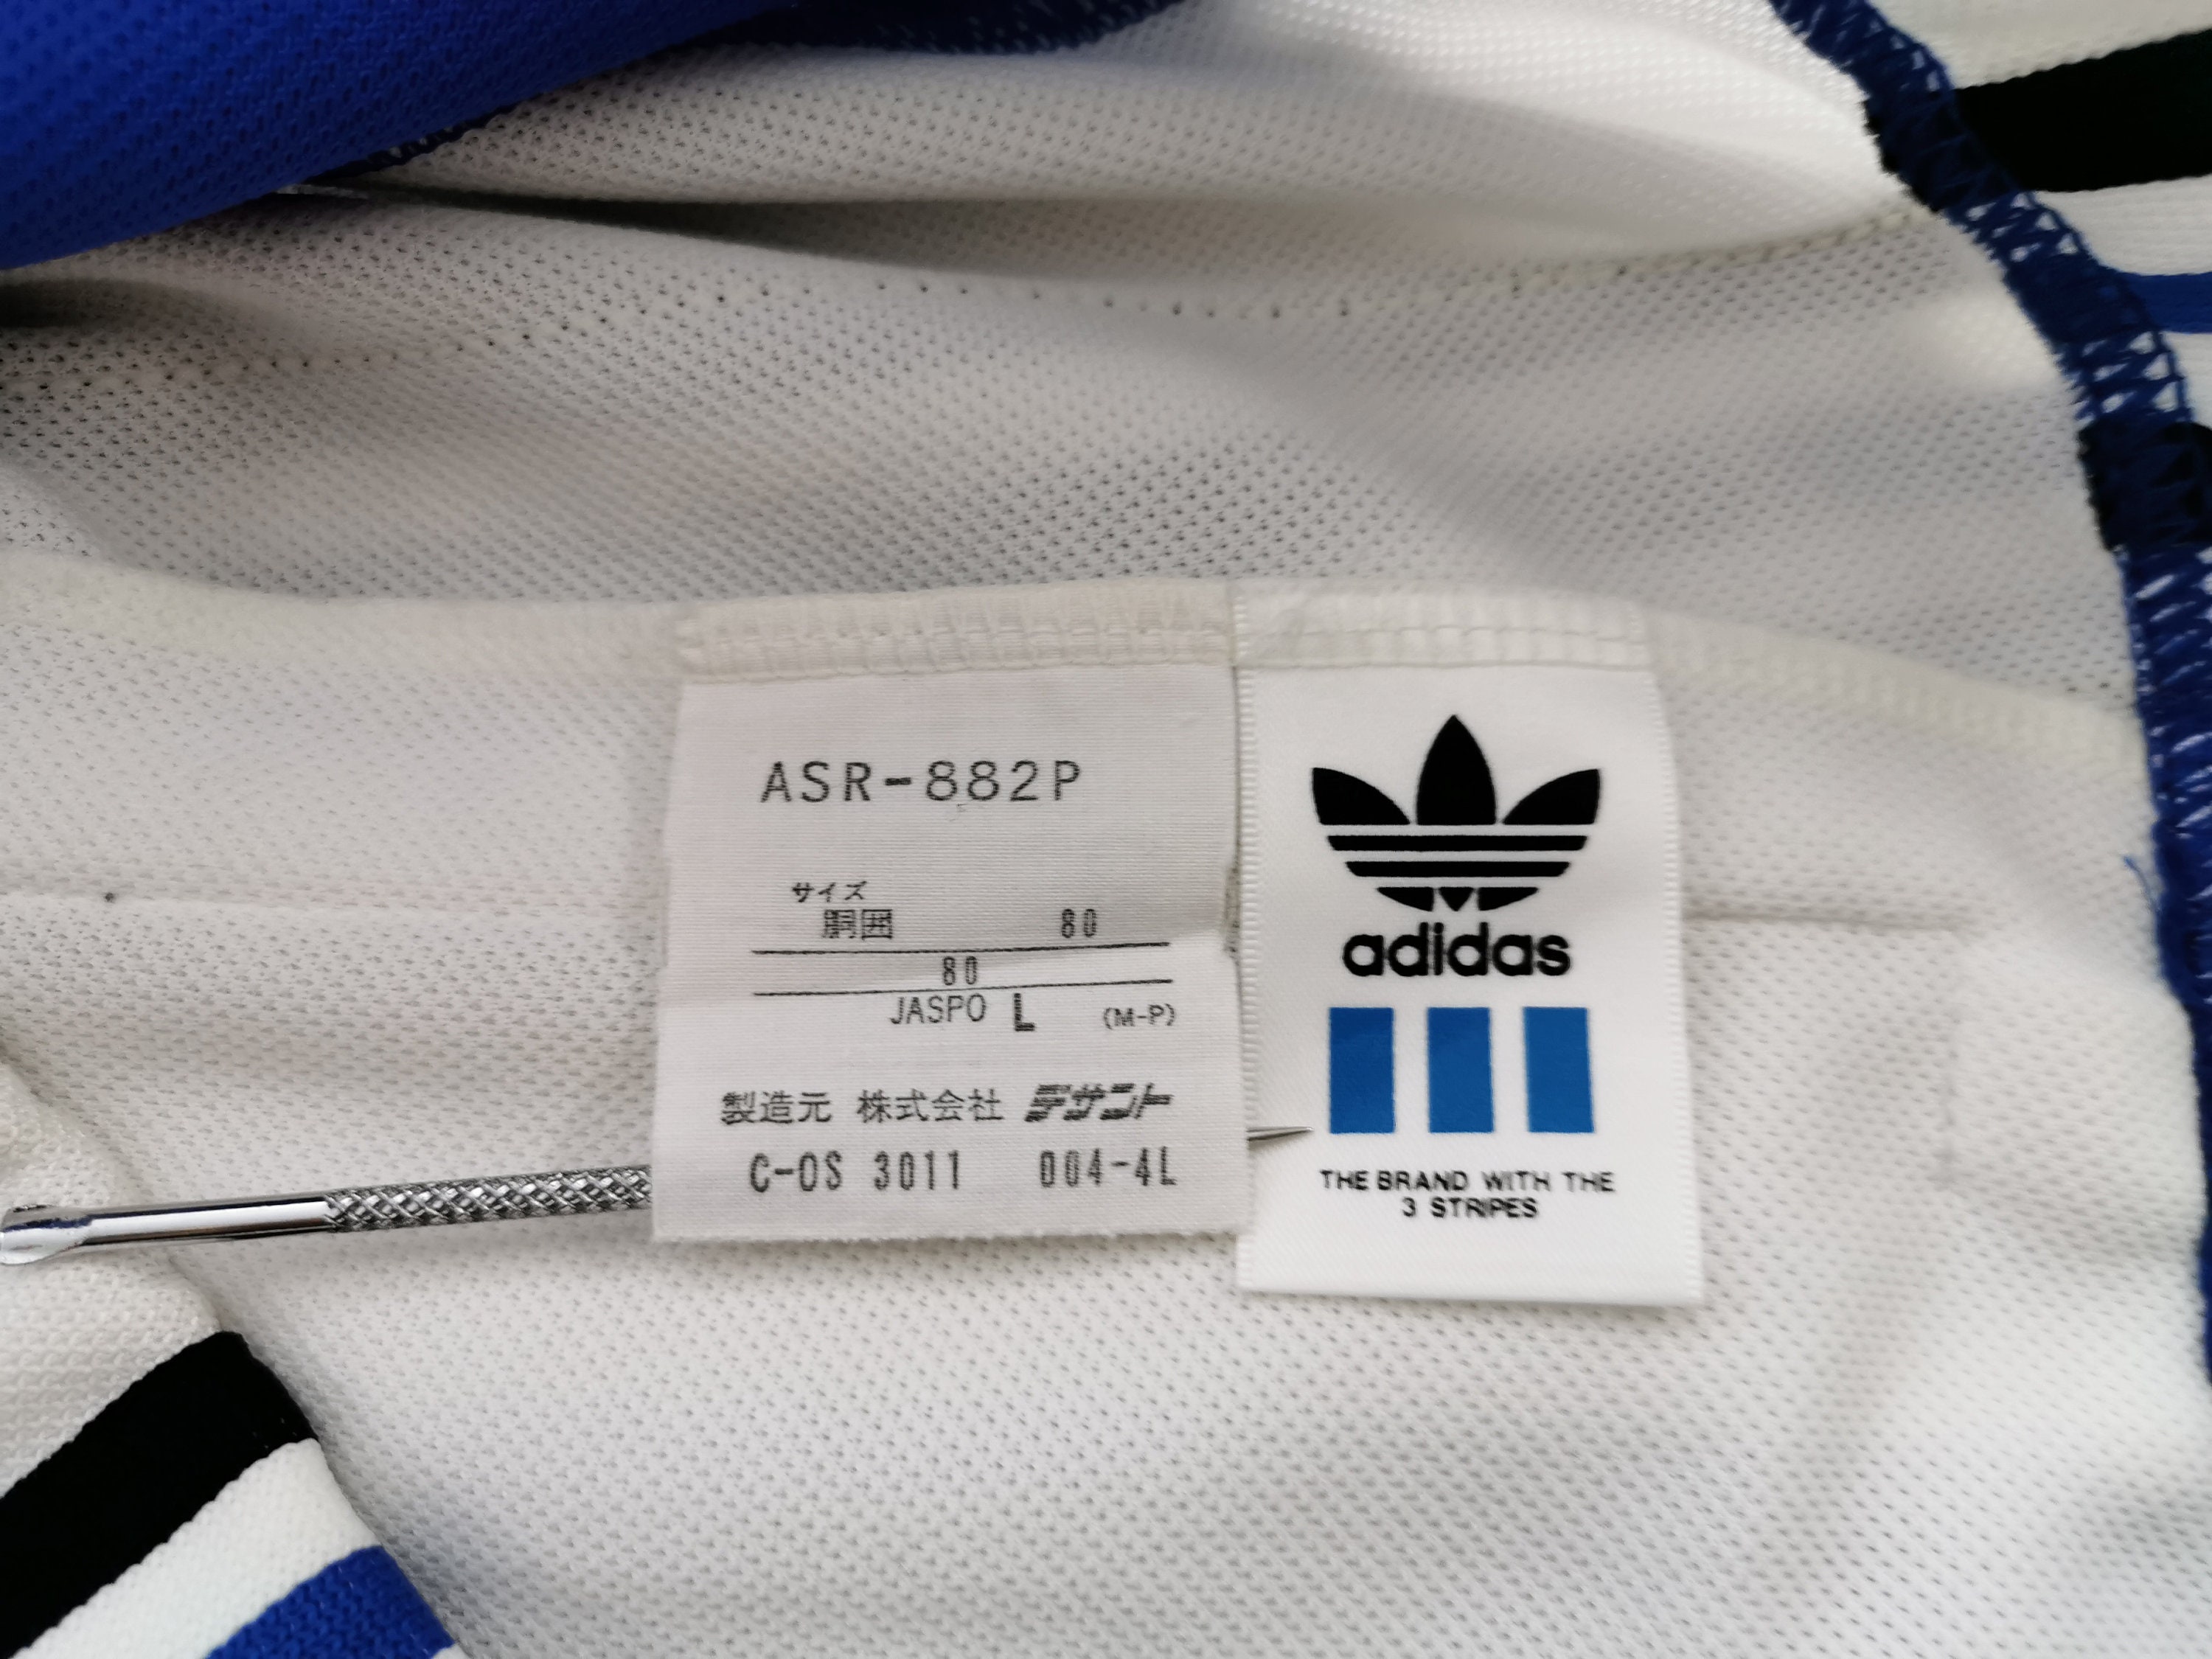 ASR-882P
サイズ
胴囲 80
80
JASPO L (M-P)
製造元 株式会社 デサント
C-OS 3011 004-4L
adidas
THE BRAND WITH THE
3 STRIPES